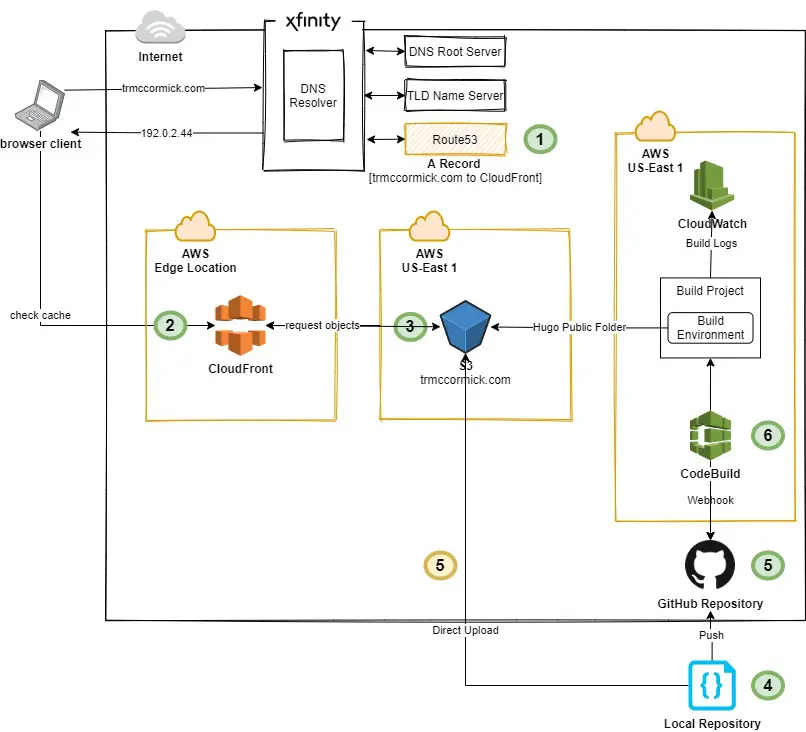 xfinity
Internet
DNS Root Server
trmccormick.com
DNS
Resolver
TLD Name Server
browser client
192.0.2.44
Route53
1
A Record
[trmccormick.com to CloudFront]
AWS
US-East 1
CloudWatch
Build Logs
AWS
Edge Location
AWS
US-East 1
Build Project
Build
Environment
check cache
2
request objects
3
Hugo Public Folder
CloudFront
S3
trmccormick.com
6
CodeBuild
Webhook
5
5
GitHub Repository
Direct Upload
Push
4
Local Repository